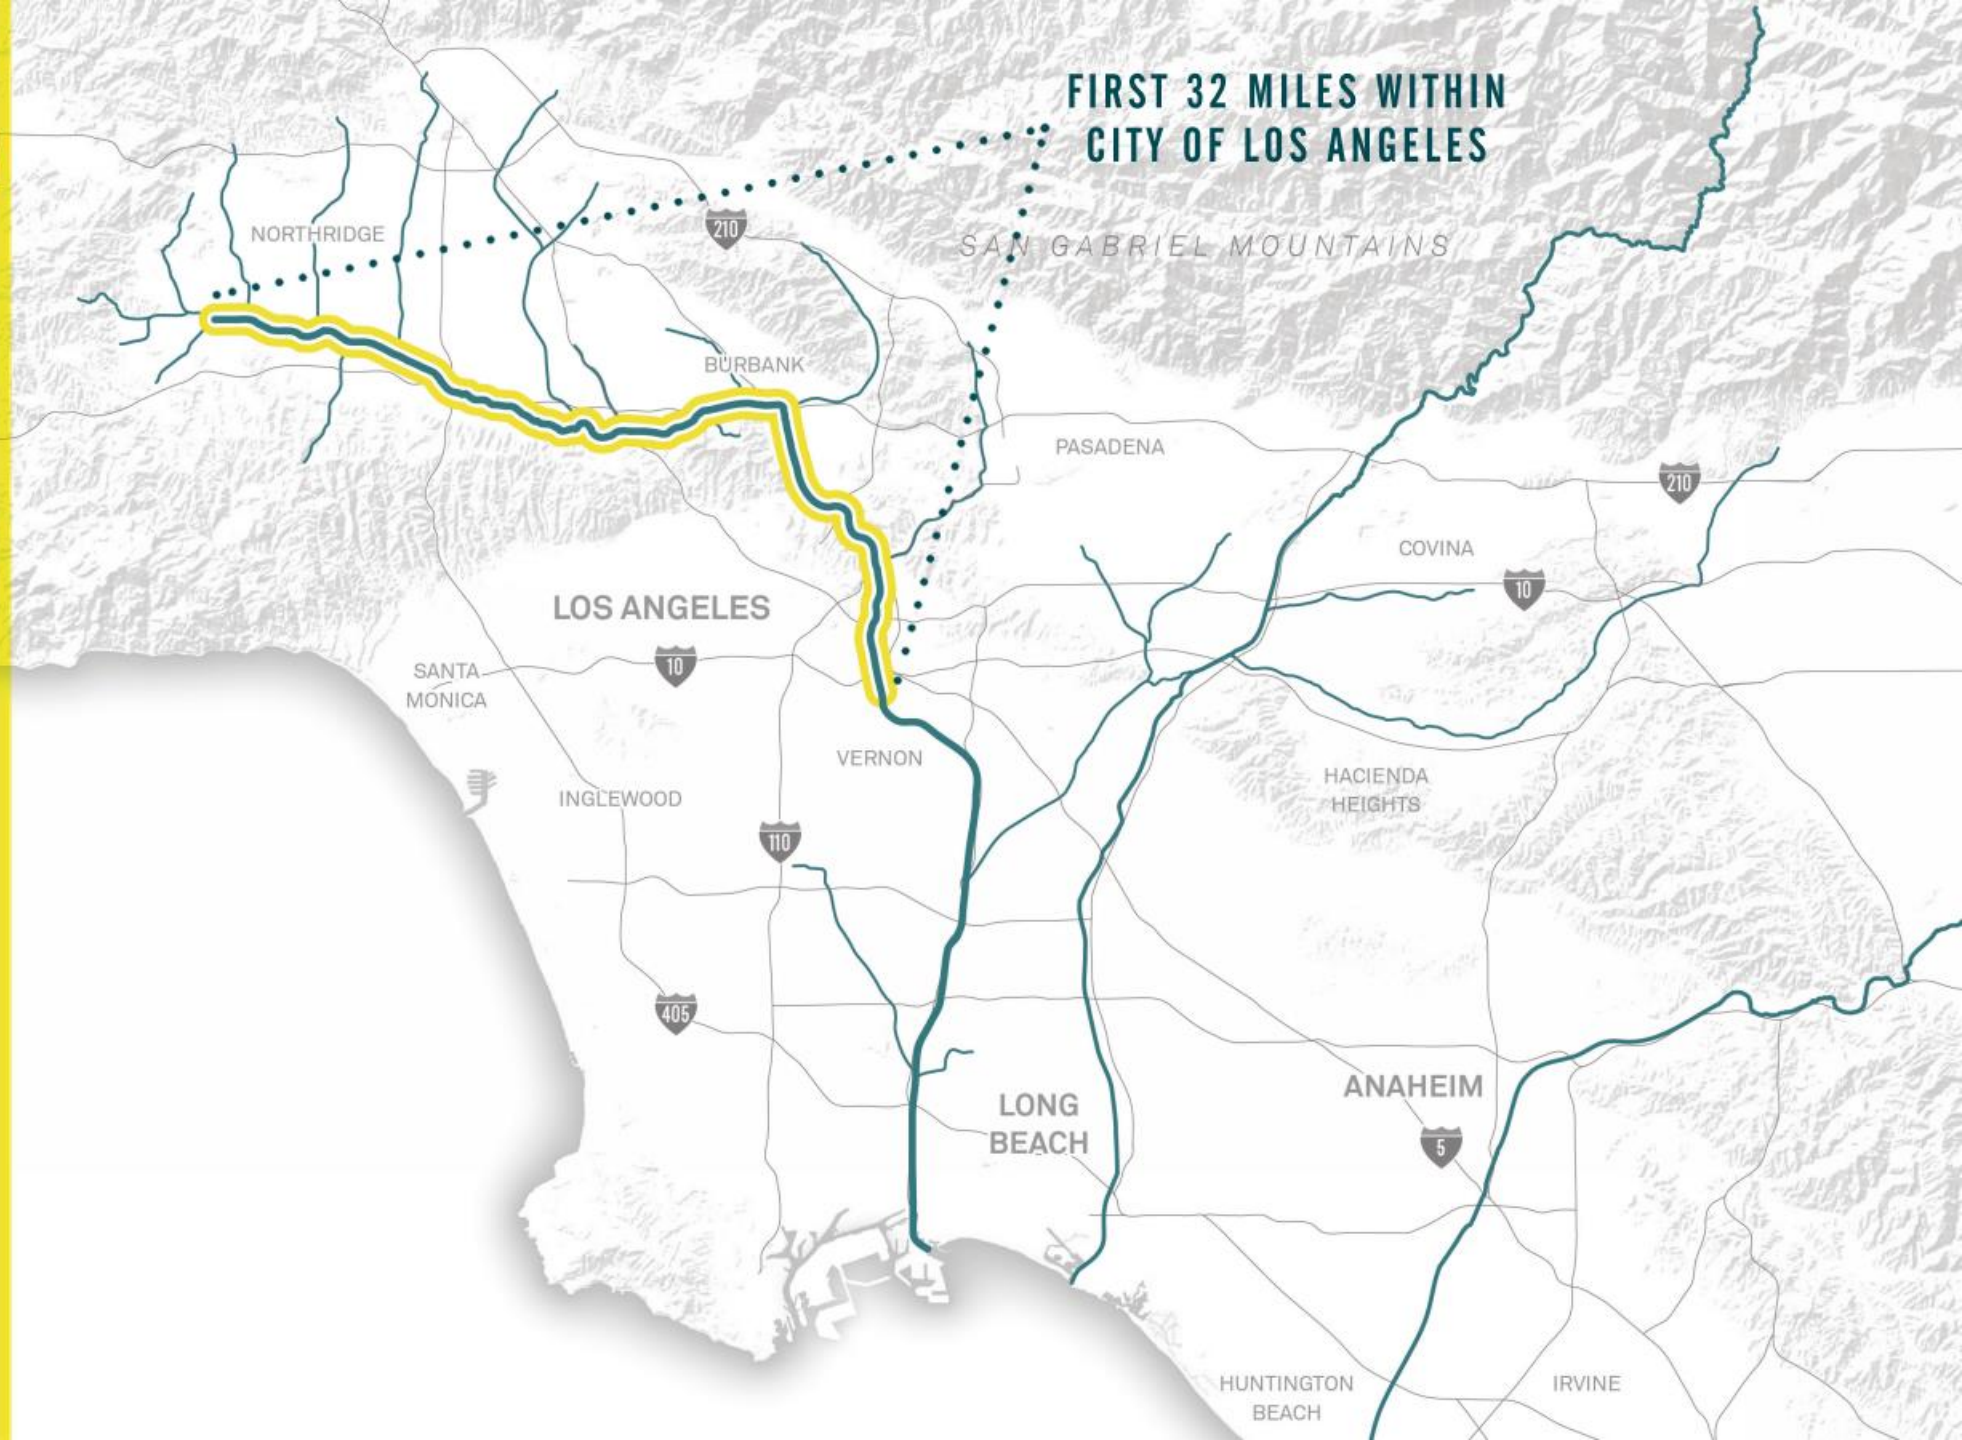 FIRST 32 MILES WITHIN
CITY OF LOS ANGELES
210
NORTHRIDGE
SAN GABRIEL MOUNTAINS
BURBANK
PASADENA
210
COVINA
10
LOS ANGELES
10
SANTA
MONICA
VERNON
HACIENDA
HEIGHTS
INGLEWOOD
110
405
ANAHEIM
LONG
BEACH
5
HUNTINGTON
BEACH
IRVINE